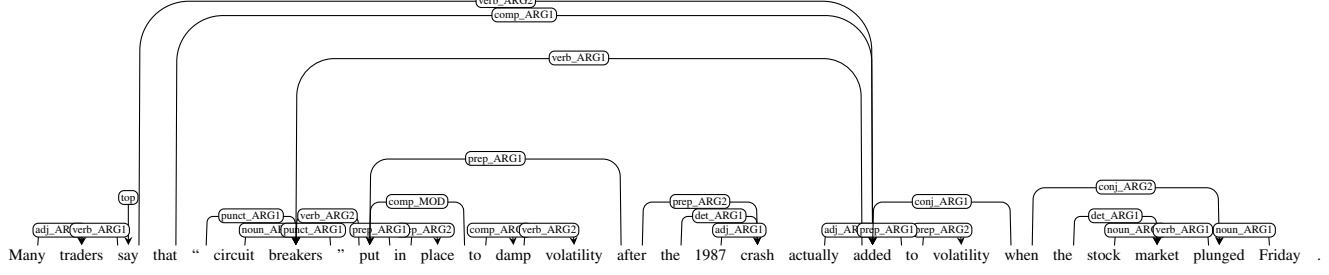 verb_ARG2
comp_ARG1
verb_ARG1
prep_ARG1
top comp_MOD prep_ARG2 conj_ARG2
punct_ARG1 verb_ARG2 det_ARG1 conj_ARG1 det_ARG1
verb_ARG1 punct_ARG1 prep_ARG1 verb_ARG2 adj_ARG1 prep_ARG1 prep_ARG2 verb_ARG1 noun_ARG1
Many traders say that “ circuit breakers ” put in place to damp volatility after the 1987 crash actually added to volatility when the stock market plunged Friday .